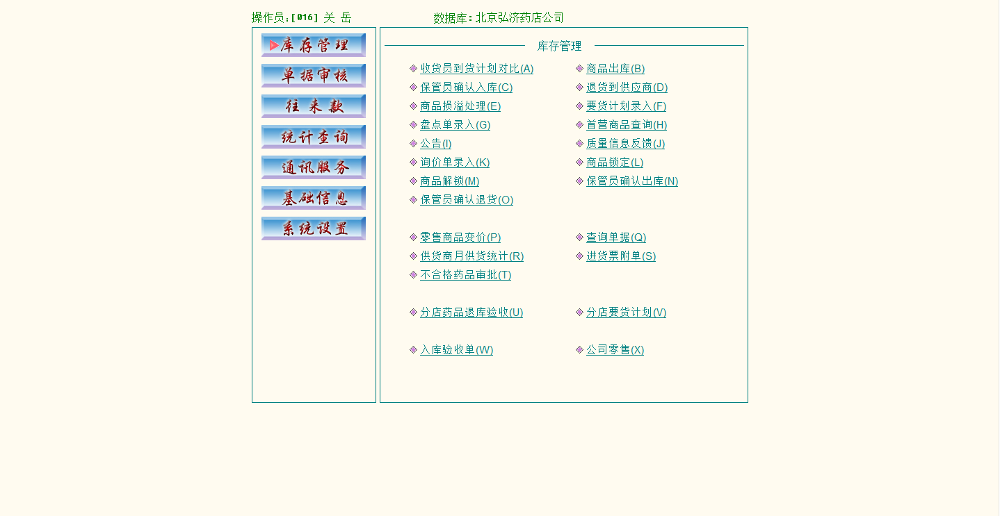 操作员:[016] 关 岳 数据库:北京弘济药店公司
库存管理
单据审核
往来款
统计查询
通讯服务
基础信息
系统设置
库存管理
收货员到货计划对比(A) 商品出库(B)
保管员确认入库(C) 退货到供应商(D)
商品损溢处理(E) 要货计划录入(F)
盘点单录入(G) 首营商品查询(H)
公告(I) 质量信息反馈(J)
询价单录入(K) 商品锁定(L)
商品解锁(M) 保管员确认出库(N)
保管员确认退货(O)
零售商品变价(P) 查询单据(Q)
供货商月供货统计(R) 进货票附单(S)
不合格药品审批(T)
分店药品退库验收(U) 分店要货计划(V)
入库验收单(W) 公司零售(X)